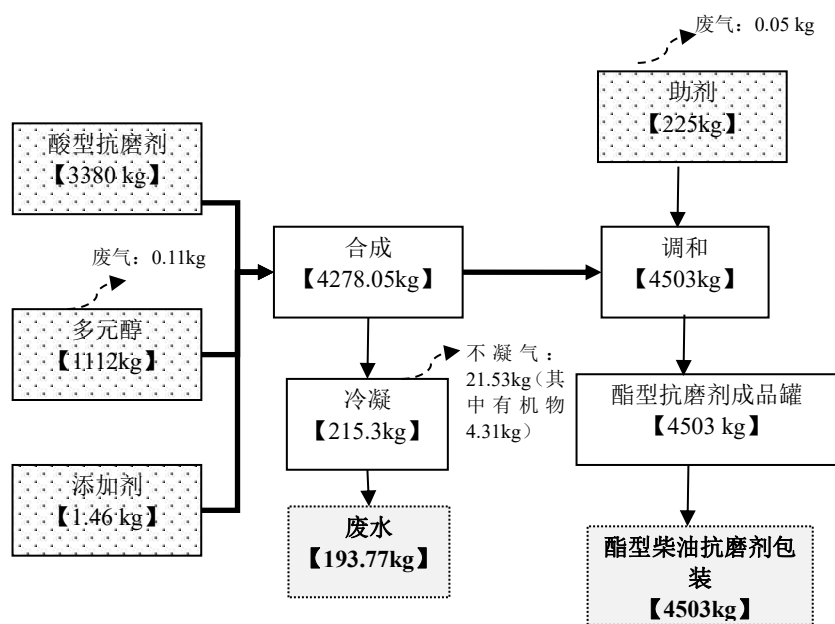 废气：0.05 kg
助剂
【225kg】
酸型抗磨剂
【3380 kg】
废气：0.11kg
合成
【4278.05kg】
调和
【4503kg】
多元醇
【1112kg】
不凝气：
21.53kg（其
中有机物
4.31kg）
冷凝
【215.3kg】
酯型抗磨剂成品罐
【4503 kg】
添加剂
【1.46 kg】
废水
【193.77kg】
酯型柴油抗磨剂包
装
【4503kg】